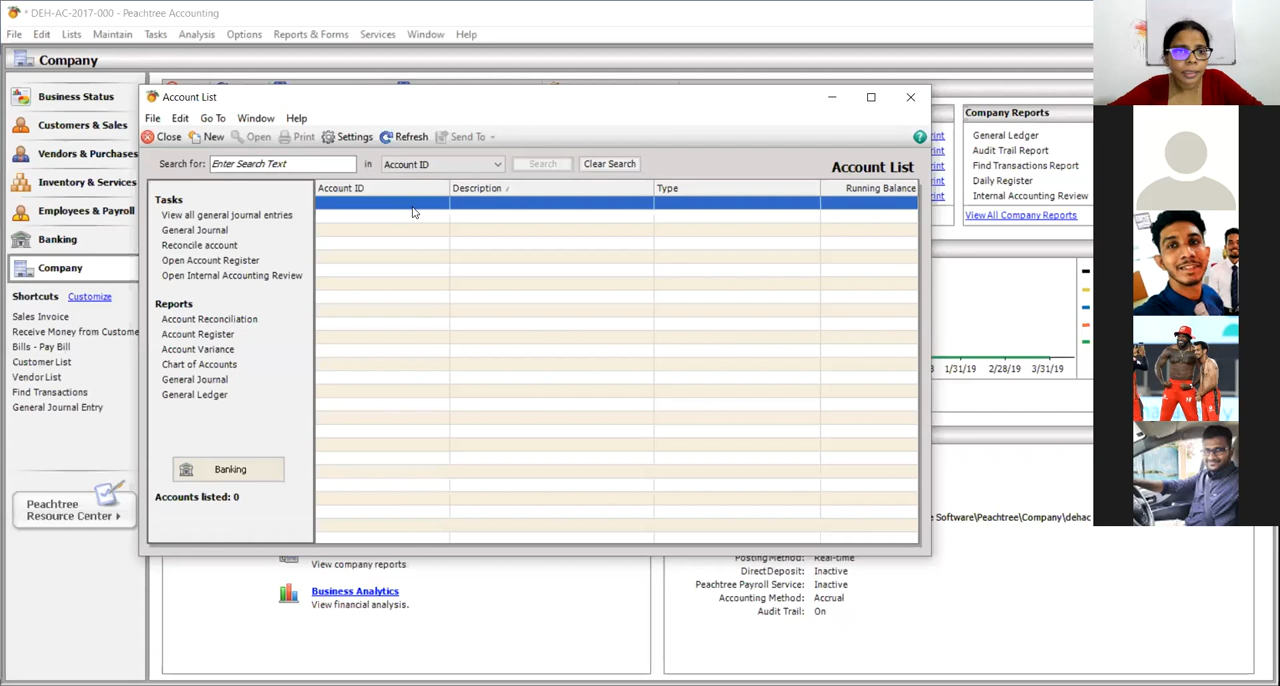 * DEH-AC-2017-000 - Peachtree Accounting
File Edit Lists Maintain Tasks Analysis Options Reports & Forms Services Window Help
Company
Business Status
Customers & Sales
Vendors & Purchases
Inventory & Services
Employees & Payroll
Banking
Company
Shortcuts Customize
Sales Invoice
Receive Money from Custome
Bills - Pay Bill
Customer List
Vendor List
Find Transactions
General Journal Entry
Peachtree
Resource Center
Account List
File Edit Go To Window Help
Close New Open Print Settings Refresh Send To
Search for: Enter Search Text in Account ID Search Clear Search Account List
Tasks
View all general journal entries
General Journal
Reconcile account
Open Account Register
Open Internal Accounting Review
Reports
Account Reconciliation
Account Register
Account Variance
Chart of Accounts
General Journal
General Ledger
Banking
Accounts listed: 0
Account ID Description / Type Running Balance
View company reports
Business Analytics
View financial analysis.
Company Reports
int General Ledger
int Audit Trail Report
Find Transactions Report
int Daily Register
int Internal Accounting Review
View All Company Reports
3 1/31/19 2/28/19 3/31/19
e Software\Peachtree\Company\dehac
Posting Method: Real-time
Direct Deposit: Inactive
Peachtree Payroll Service: Inactive
Accounting Method: Accrual
Audit Trail: On